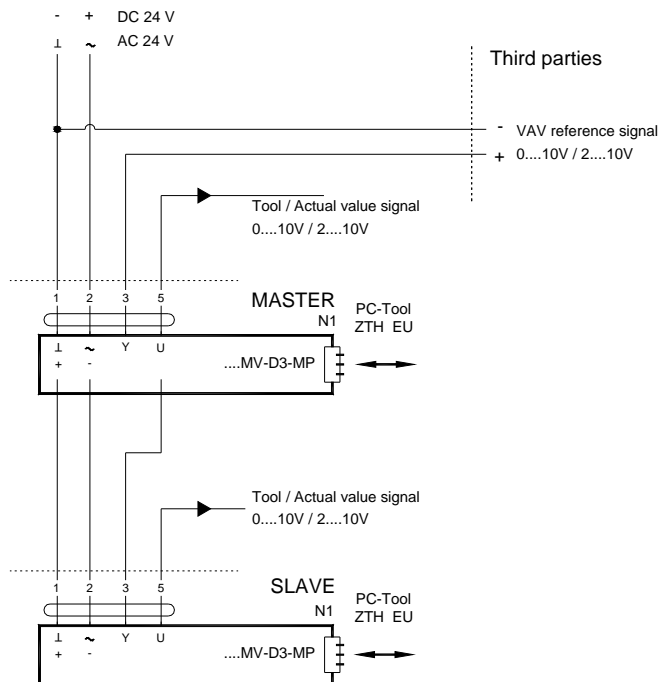 - + DC 24 V
⊥ ~ AC 24 V
Third parties
- VAV reference signal
+ 0....10V / 2....10V
Tool / Actual value signal
0....10V / 2....10V
1 2 3 5
MASTER
N1
PC-Tool
ZTH EU
⊥ ~ Y U
+ -
....MV-D3-MP
Tool / Actual value signal
0....10V / 2....10V
1 2 3 5
SLAVE
N1
PC-Tool
ZTH EU
⊥ ~ Y U
+ -
....MV-D3-MP